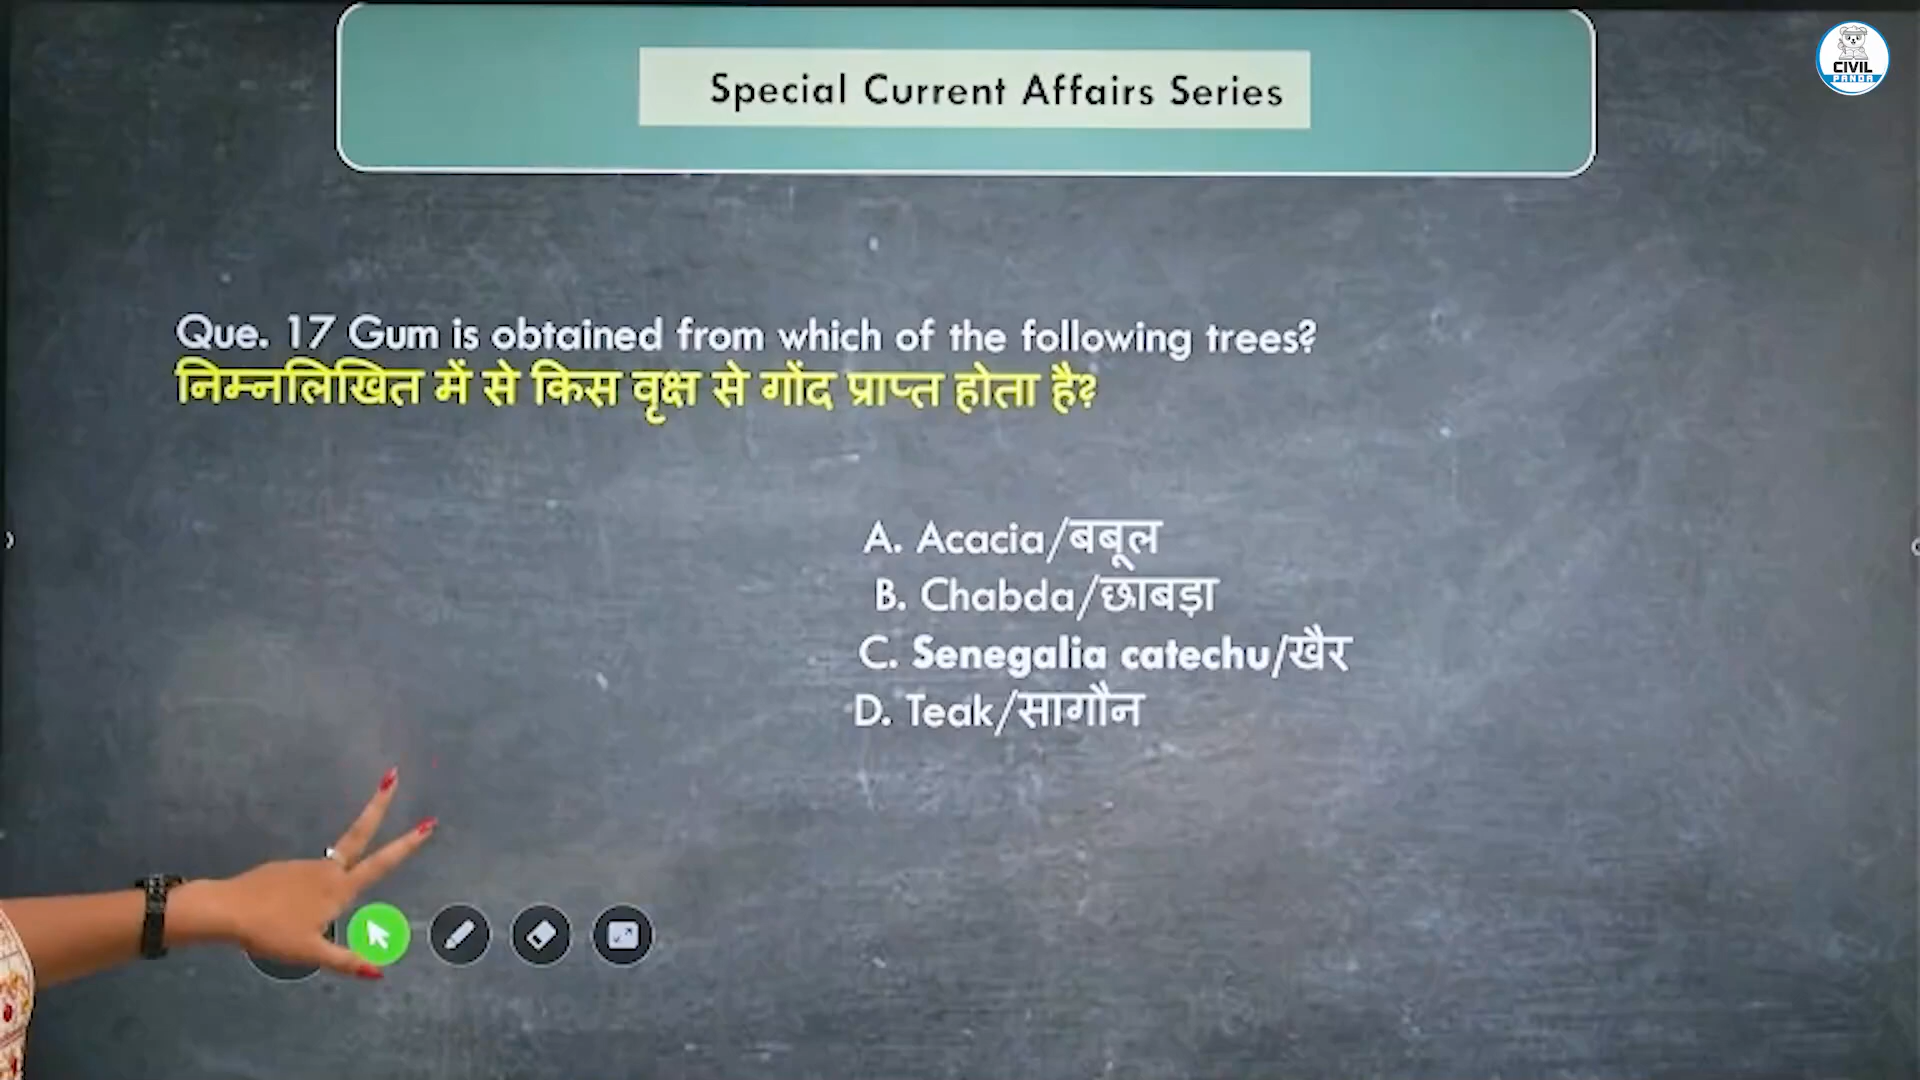 Special Current Affairs Series
CIVIL
PANDA
Que. 17 Gum is obtained from which of the following trees?
निम्नलिखित में से किस वृक्ष से गोंद प्राप्त होता है?
A. Acacia/बबूल
B. Chabda/छाबड़ा
C. Senegalia catechu/खैर
D. Teak/सागौन